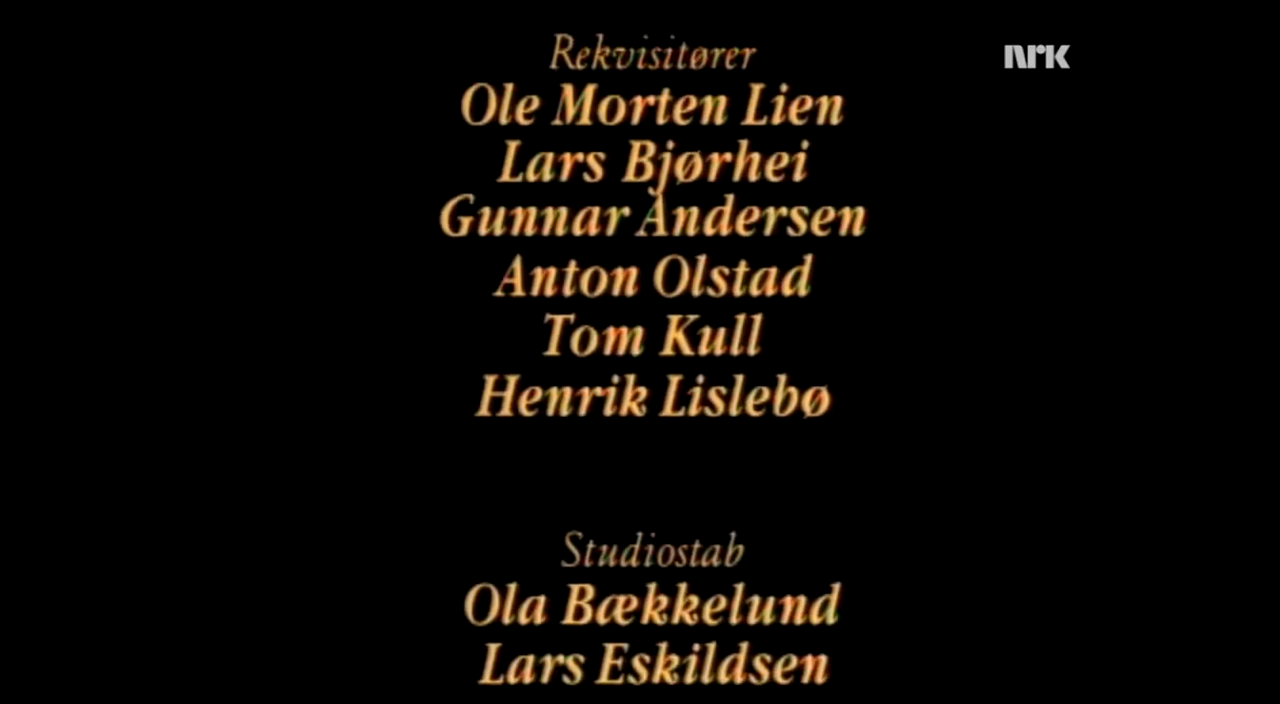 Rekvisitører
nrk
Ole Morten Lien
Lars Bjørhei
Gunnar Andersen
Anton Olstad
Tom Kull
Henrik Lislebø
Studiostab
Ola Bækkelund
Lars Eskildsen